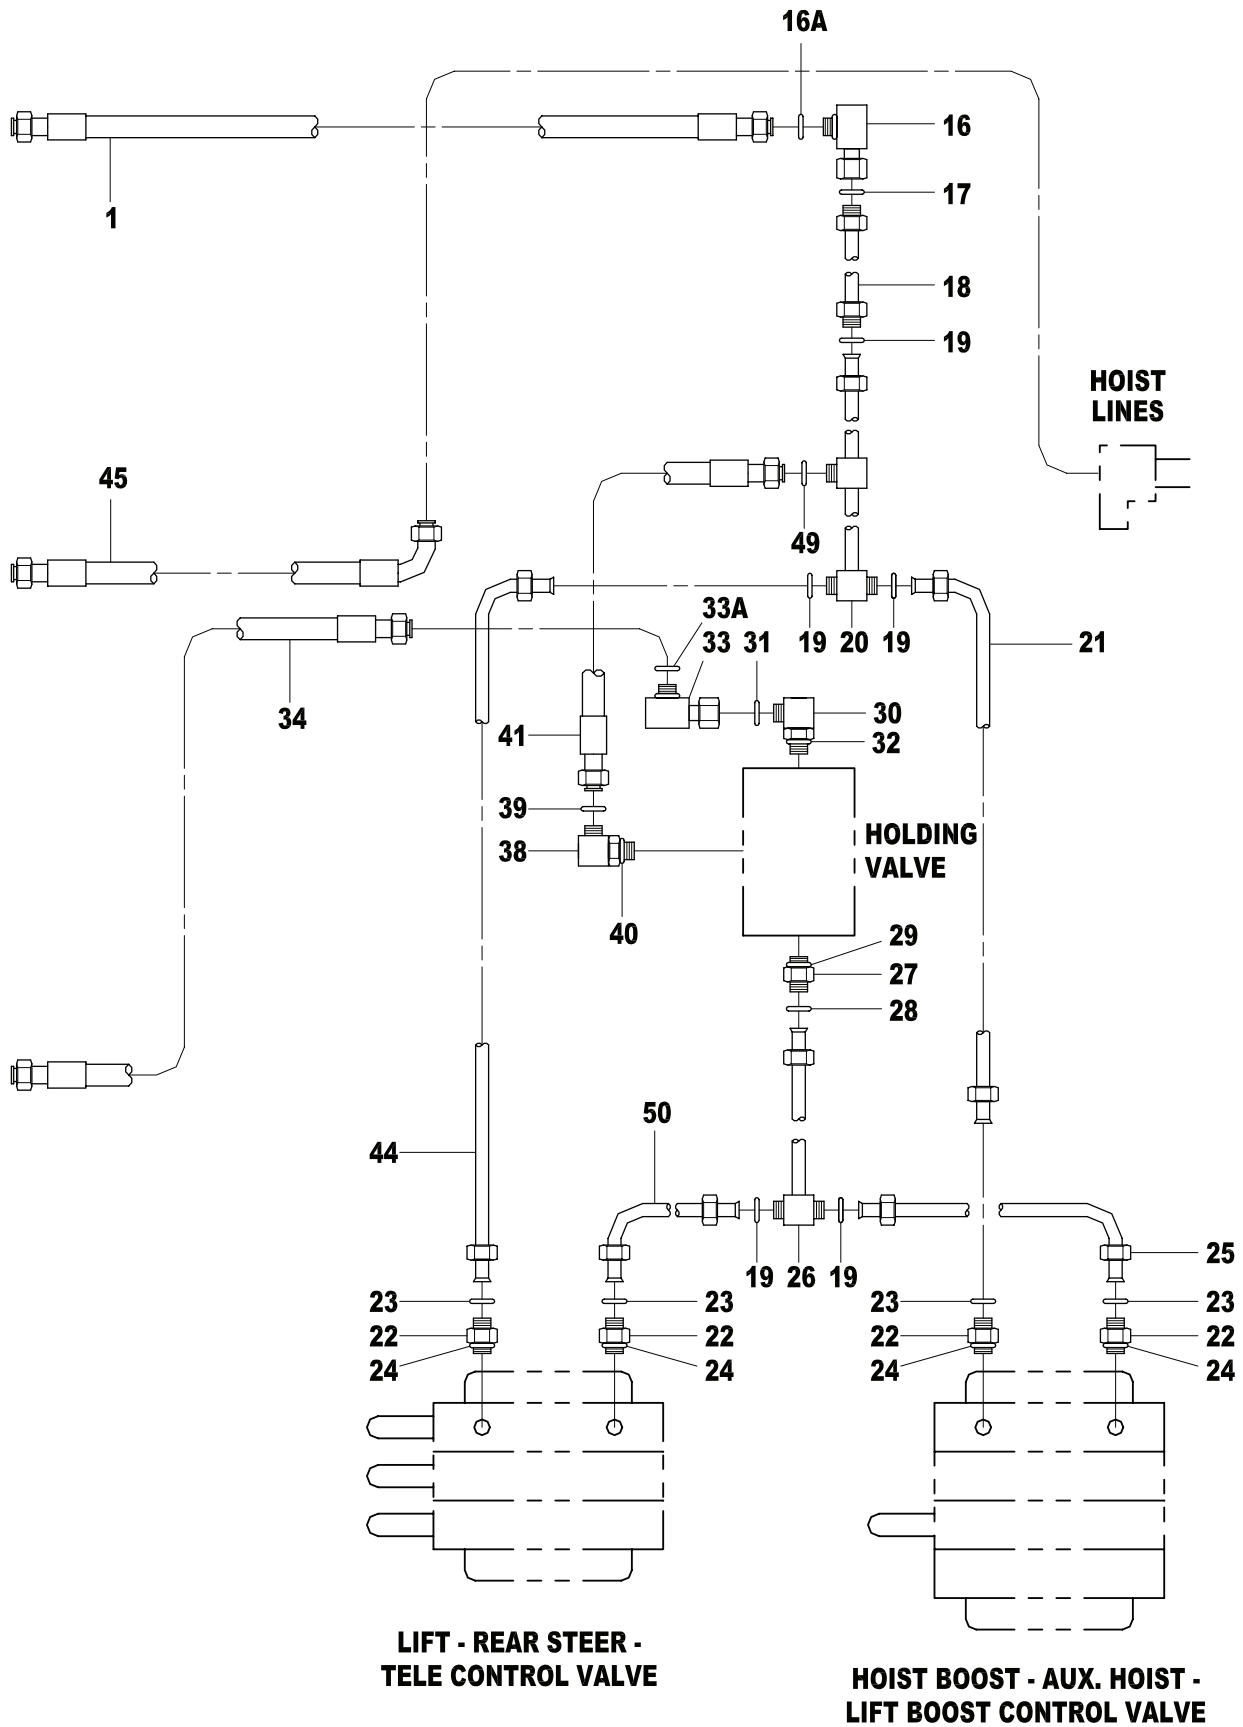 16A
16
1
17
18
19
HOIST
LINES
45
49
33A
33 31 19 20 19
21
34
30
41
32
39
HOLDING
38
VALVE
40
29
27
28
50
44
25
19 26 19
23 23 23 23
22 22 22 22
24 24 24 24
LIFT - REAR STEER -
TELE CONTROL VALVE
HOIST BOOST - AUX. HOIST -
LIFT BOOST CONTROL VALVE